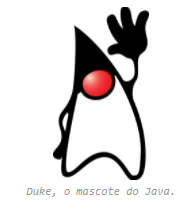 Duke, o mascote do Java.